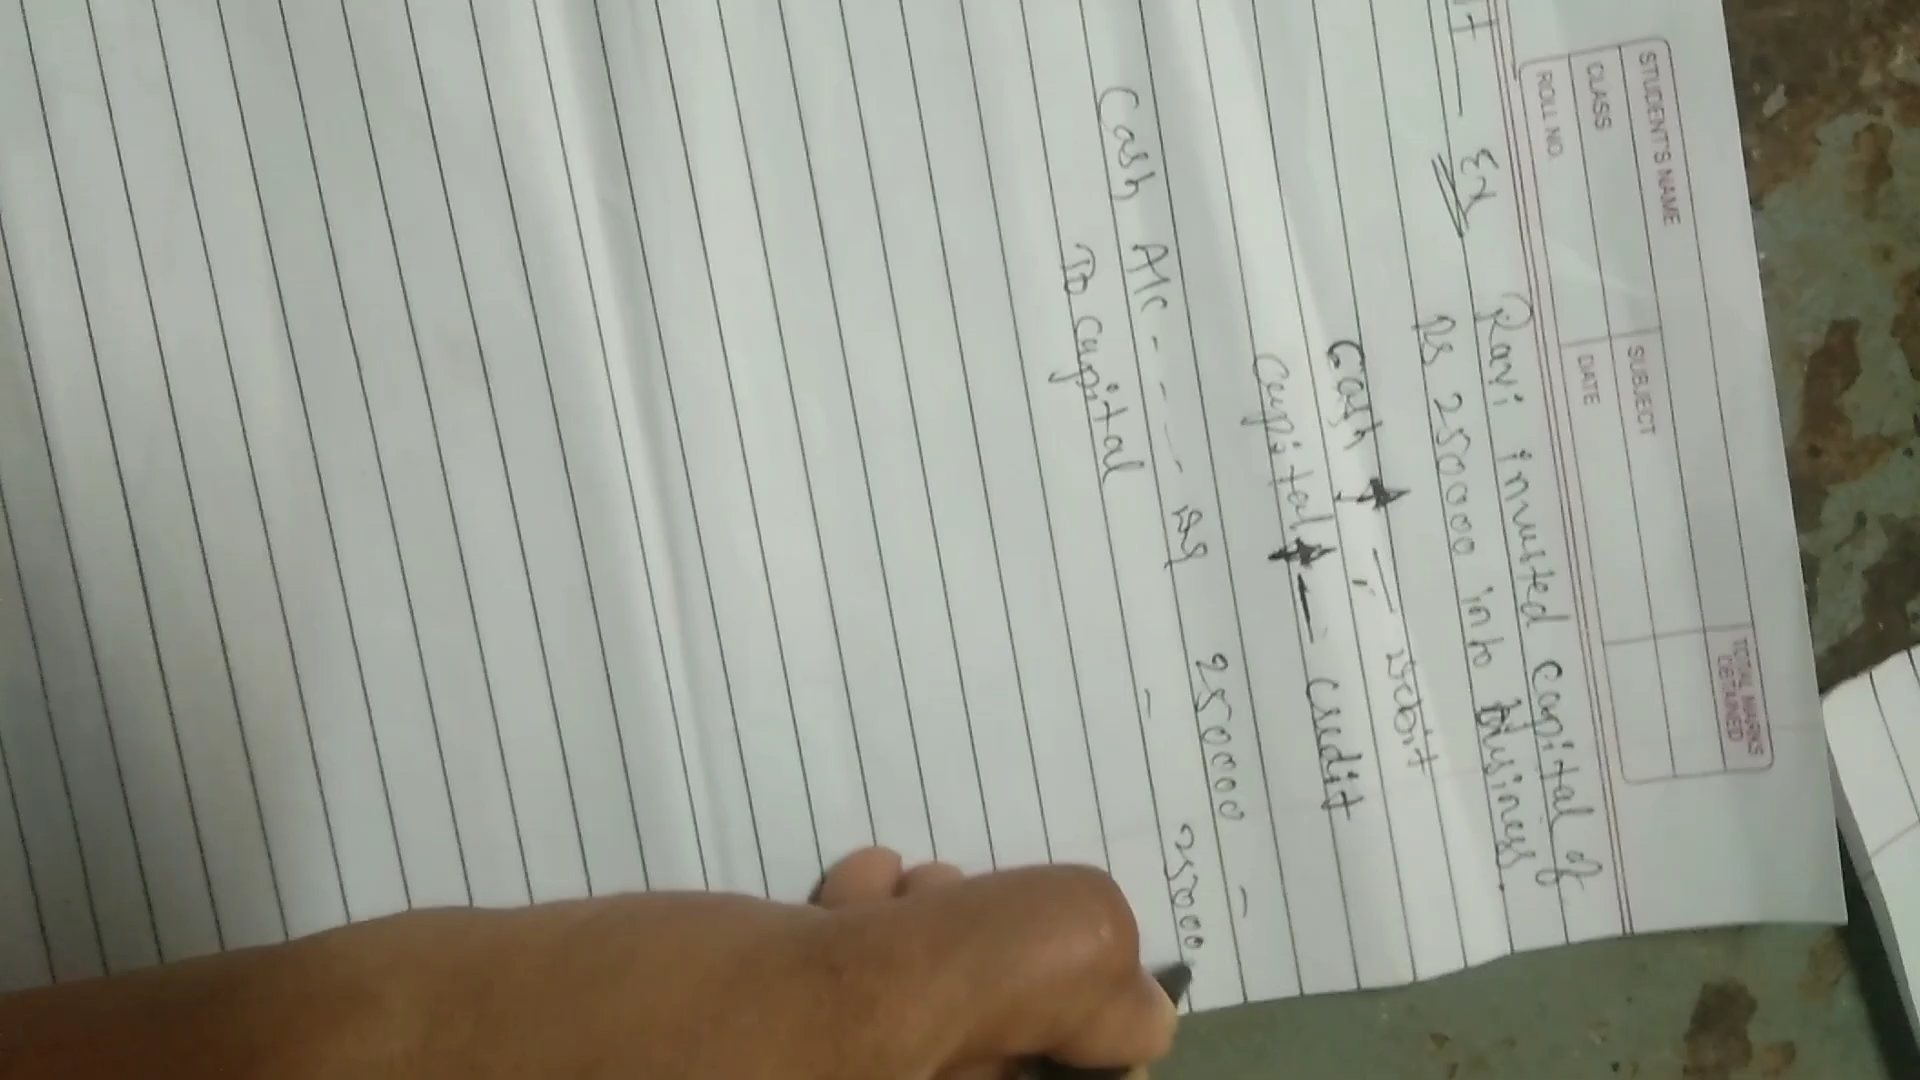 STUDENT'S NAME
TOTAL MARKS OBTAINED
CLASS SUBJECT
ROLL NO. DATE
Ex Ravi invested capital of
Rs 250000 into business.
Cash ↑ - debit
Capital ↑ - Credit
Cash A/C - - - - Dr 250000 -
To capital - 250000